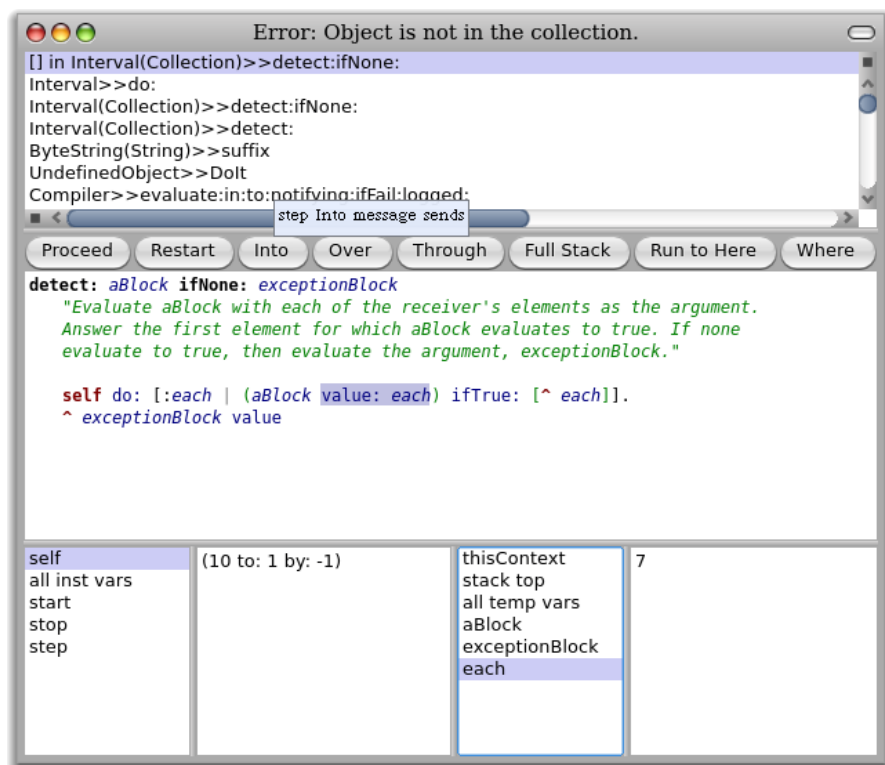 Error: Object is not in the collection.
[] in Interval(Collection)>>detect:ifNone:
Interval>>do:
Interval(Collection)>>detect:ifNone:
Interval(Collection)>>detect:
ByteString(String)>>suffix
UndefinedObject>>DoIt
Compiler>>evaluate:in:to:notifying:ifFail:logged:
step Into message sends
Proceed Restart Into Over Through Full Stack Run to Here Where
detect: aBlock ifNone: exceptionBlock
"Evaluate aBlock with each of the receiver's elements as the argument.
Answer the first element for which aBlock evaluates to true. If none
evaluate to true, then evaluate the argument, exceptionBlock."
self do: [:each | (aBlock value: each) ifTrue: [^ each]].
^ exceptionBlock value
self
all inst vars
start
stop
step
(10 to: 1 by: -1)
thisContext
stack top
all temp vars
aBlock
exceptionBlock
each
7